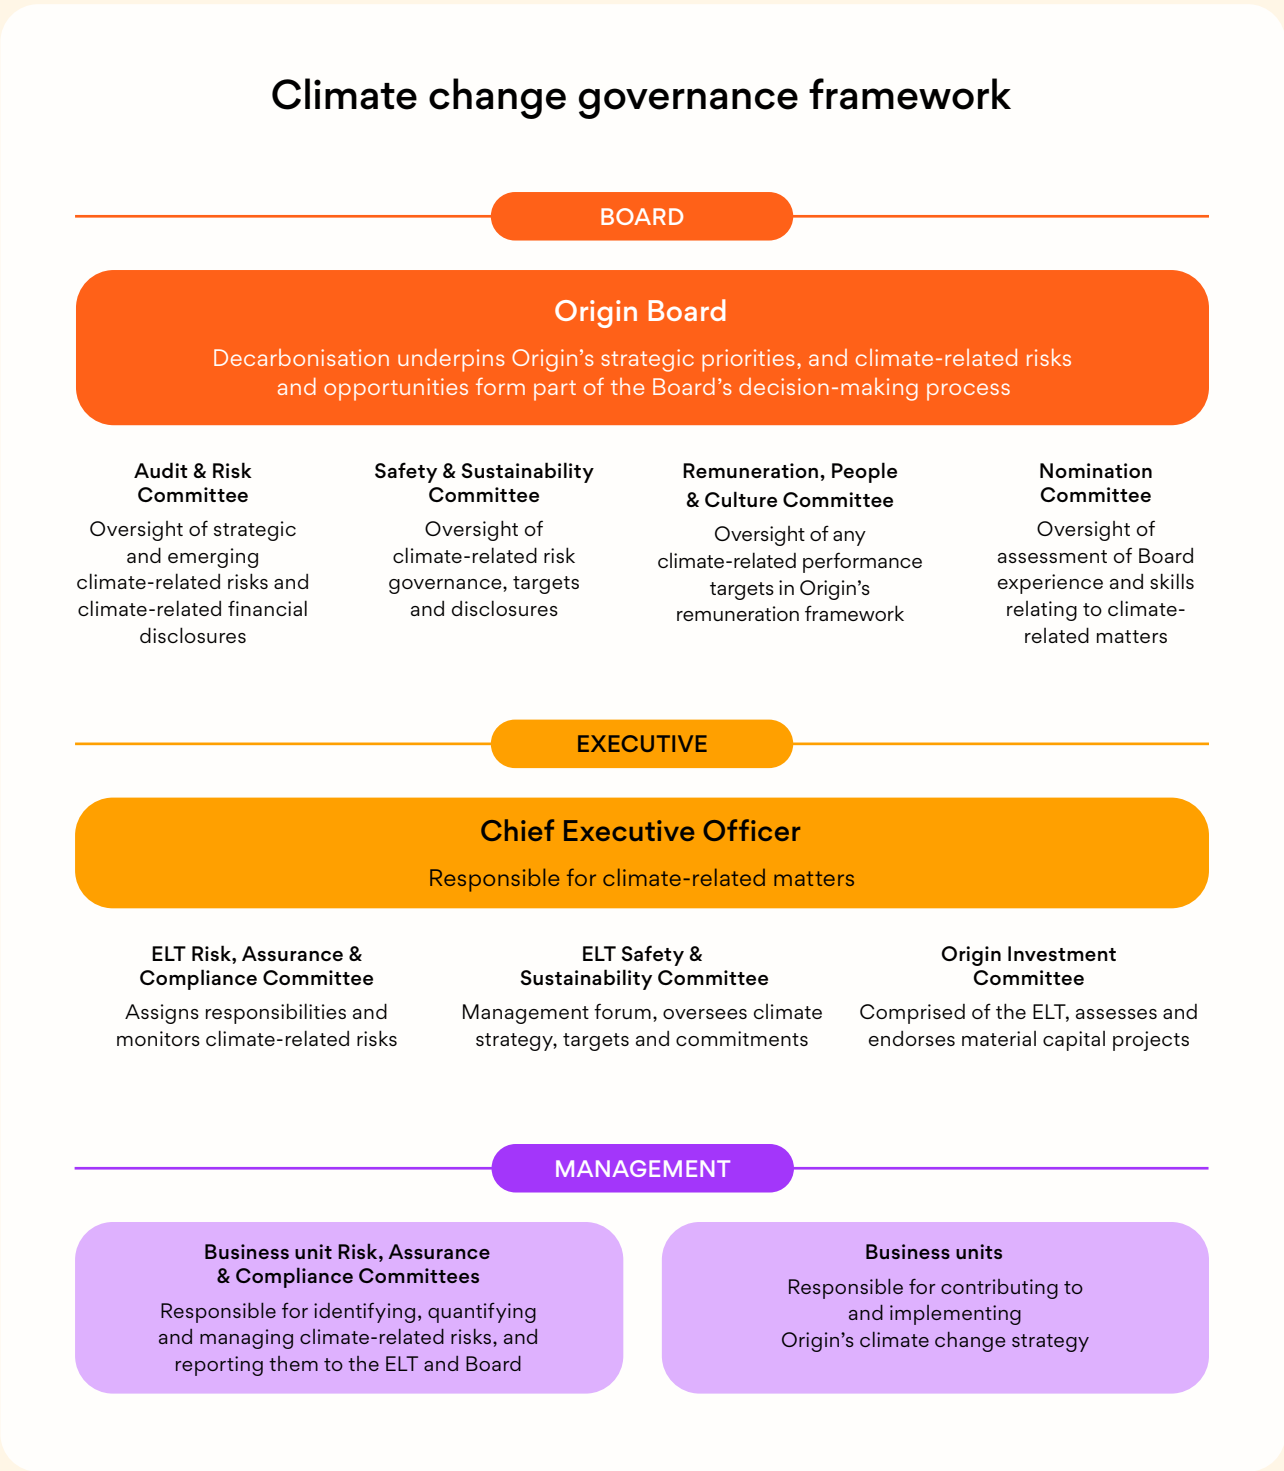 Climate change governance framework
BOARD
Origin Board
Decarbonisation underpins Origin’s strategic priorities, and climate-related risks
and opportunities form part of the Board’s decision-making process
Audit & Risk
Committee
Oversight of strategic
and emerging
climate-related risks and
climate-related financial
disclosures
Safety & Sustainability
Committee
Oversight of
climate-related risk
governance, targets
and disclosures
Remuneration, People
& Culture Committee
Oversight of any
climate-related performance
targets in Origin’s
remuneration framework
Nomination
Committee
Oversight of
assessment of Board
experience and skills
relating to climate-
related matters
EXECUTIVE
Chief Executive Officer
Responsible for climate-related matters
ELT Risk, Assurance &
Compliance Committee
Assigns responsibilities and
monitors climate-related risks
ELT Safety &
Sustainability Committee
Management forum, oversees climate
strategy, targets and commitments
Origin Investment
Committee
Comprised of the ELT, assesses and
endorses material capital projects
MANAGEMENT
Business unit Risk, Assurance
& Compliance Committees
Responsible for identifying, quantifying
and managing climate-related risks, and
reporting them to the ELT and Board
Business units
Responsible for contributing to
and implementing
Origin’s climate change strategy